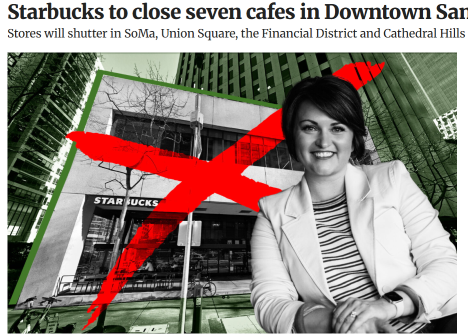 Starbucks to close seven cafes in Downtown San
Stores will shutter in SoMa, Union Square, the Financial District and Cathedral Hills
STARBUCKS